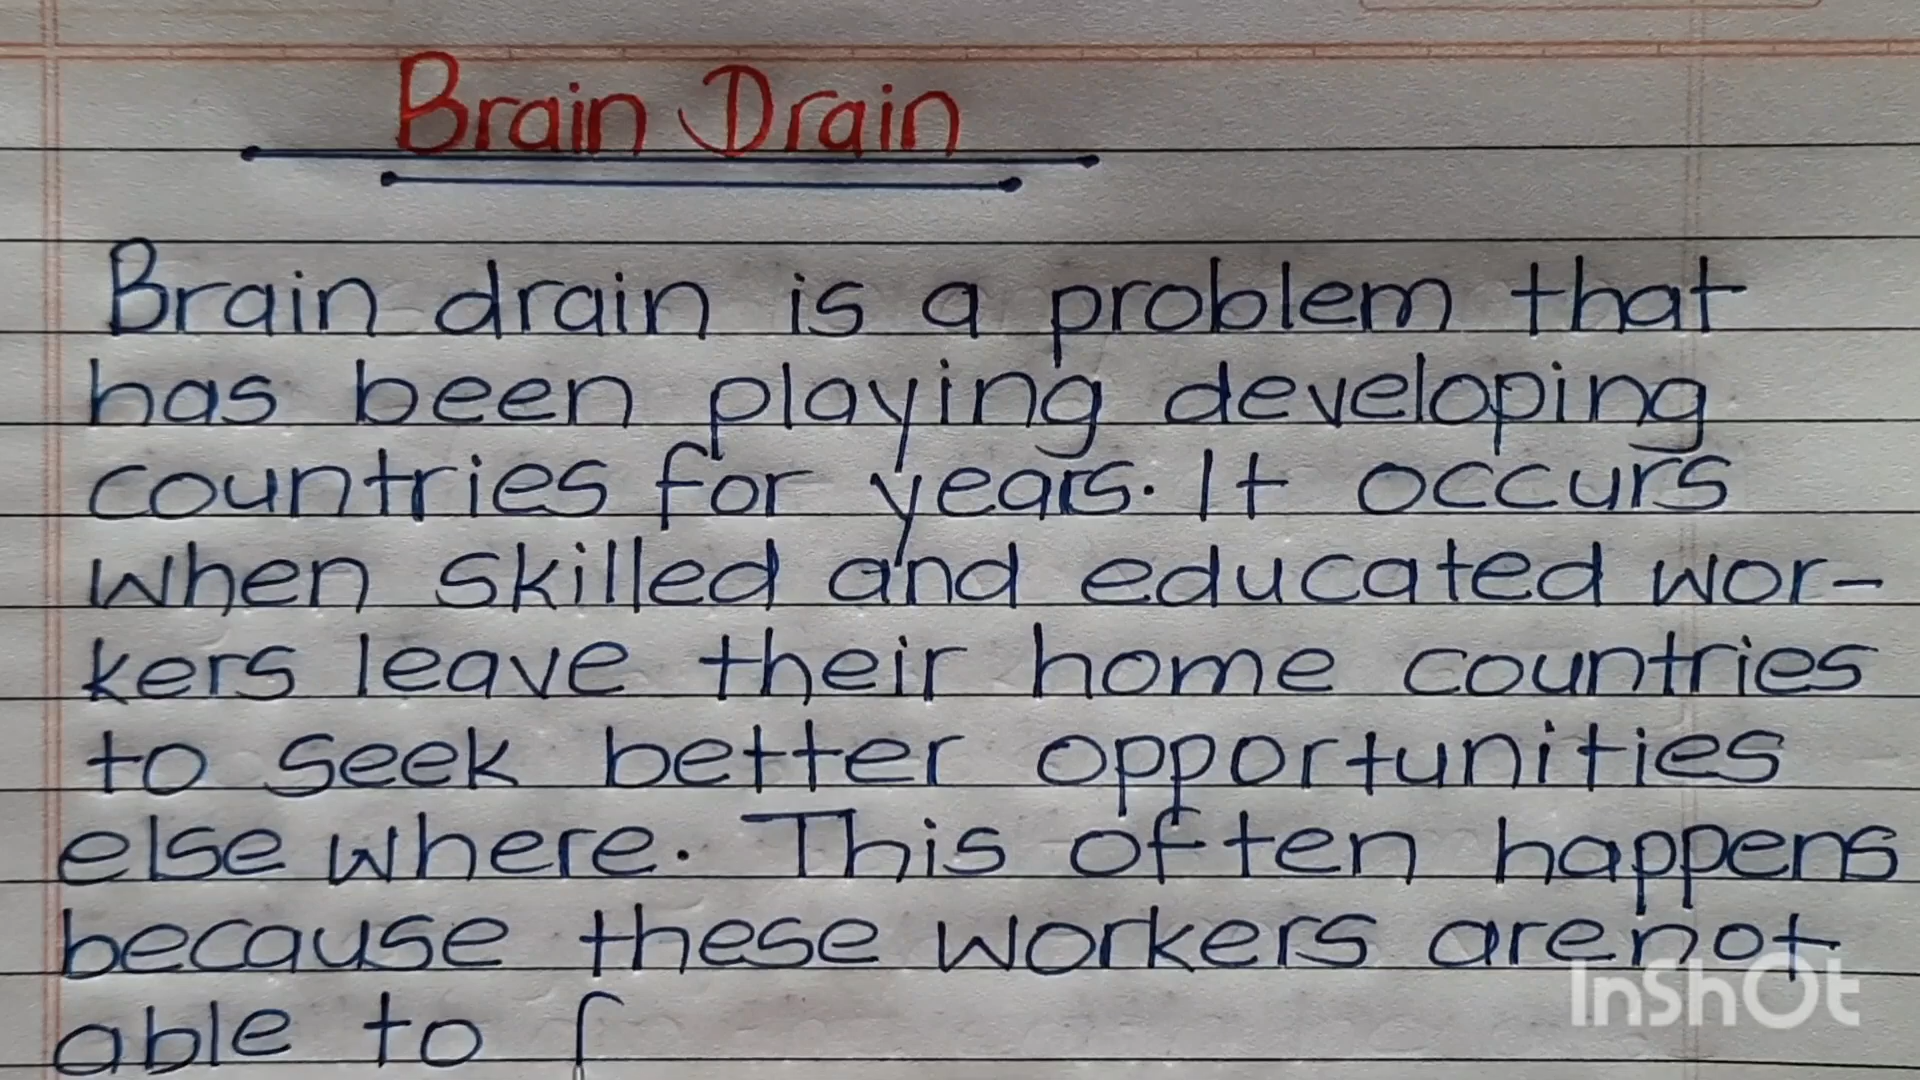 Brain Drain
Brain drain is a problem that
has been playing developing
countries for years. It occurs
when skilled and educated wor-
kers leave their home countries
to seek better opportunities
else where. This often happens
because these workers are not
able to f
InShOt